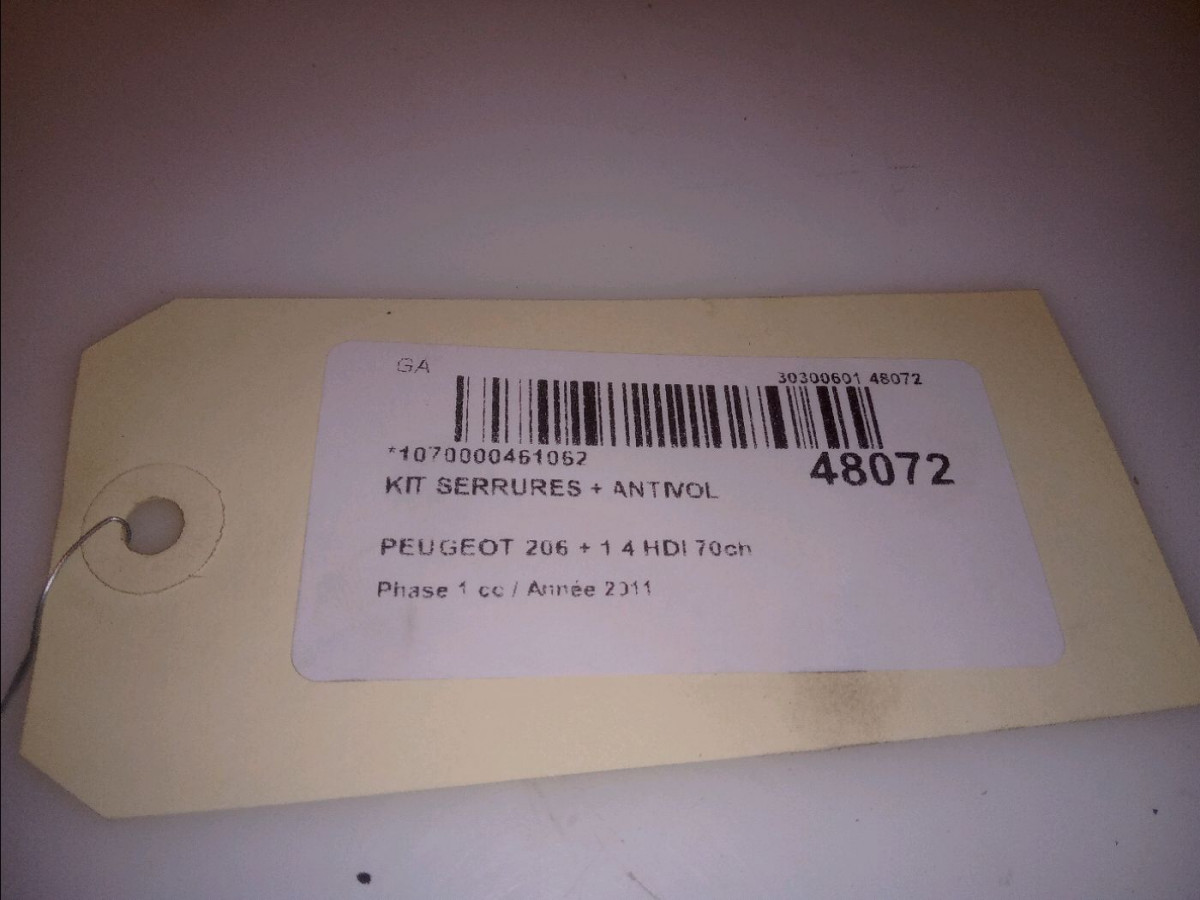 GA
30300601 48072
*1070000461062
48072
KIT SERRURES + ANTIVOL
PEUGEOT 206 + 1 4 HDI 70ch
Phase 1 cc / Année 2011